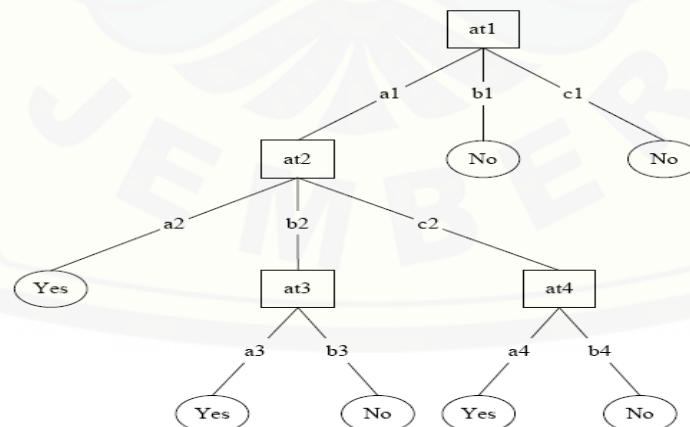 at1
a1 b1 c1
at2 No No
a2 b2 c2
Yes at3 at4
a3 b3 a4 b4
Yes No Yes No
JEMBER